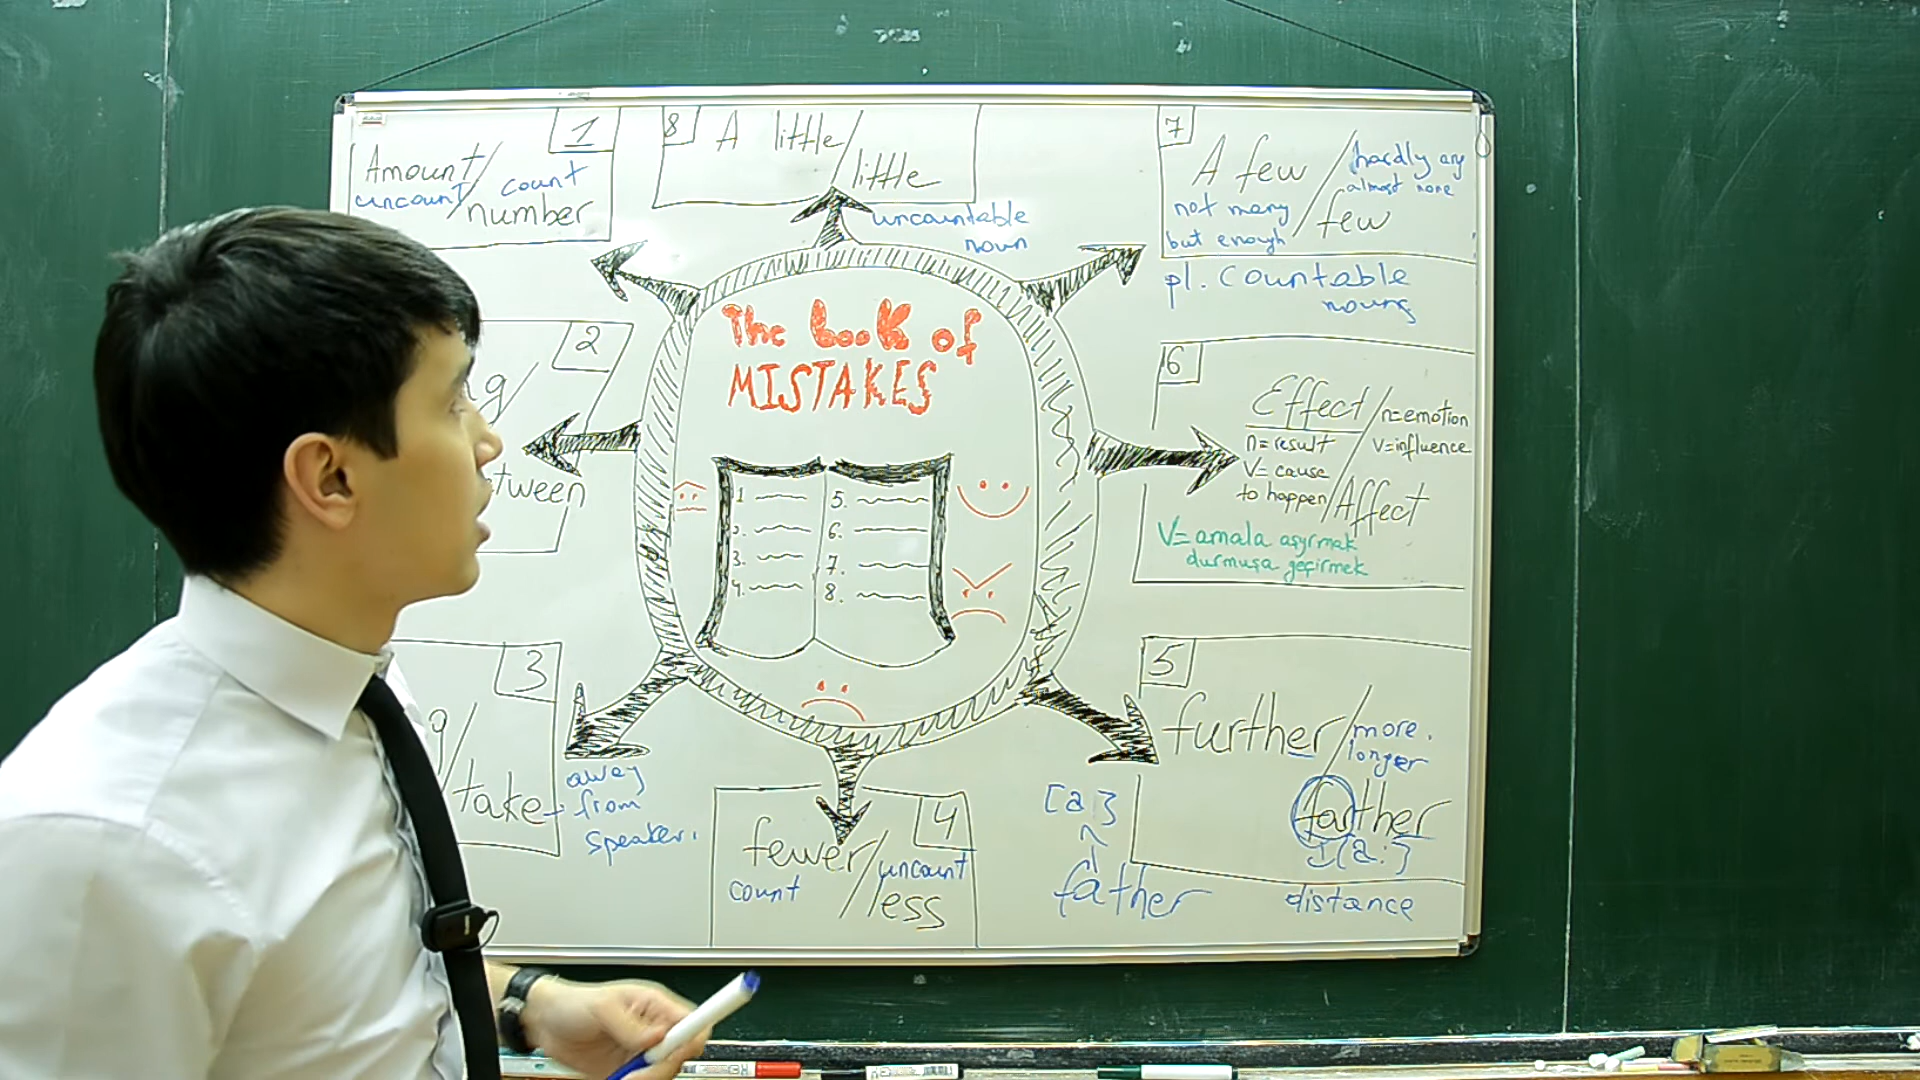 1
Amount/
uncount count
number
8
A little/
little
uncountable
noun
7
A few / hardly any
almost none
not many
but enough few
pl. Countable
nouns
The book of
MISTAKES
1
3.
4.
5.
6.
7.
8.
2
tween
6
Effect/
n=emotion
n=result v=influence
V= cause
to happen/Affect
V= amala aşyrmak
durmuşa geçirmek
3
/take
away
from
speaker.
4
fewer/uncount
count less
5
further/more.
longer
farther
[a:]
distance
[a]
father